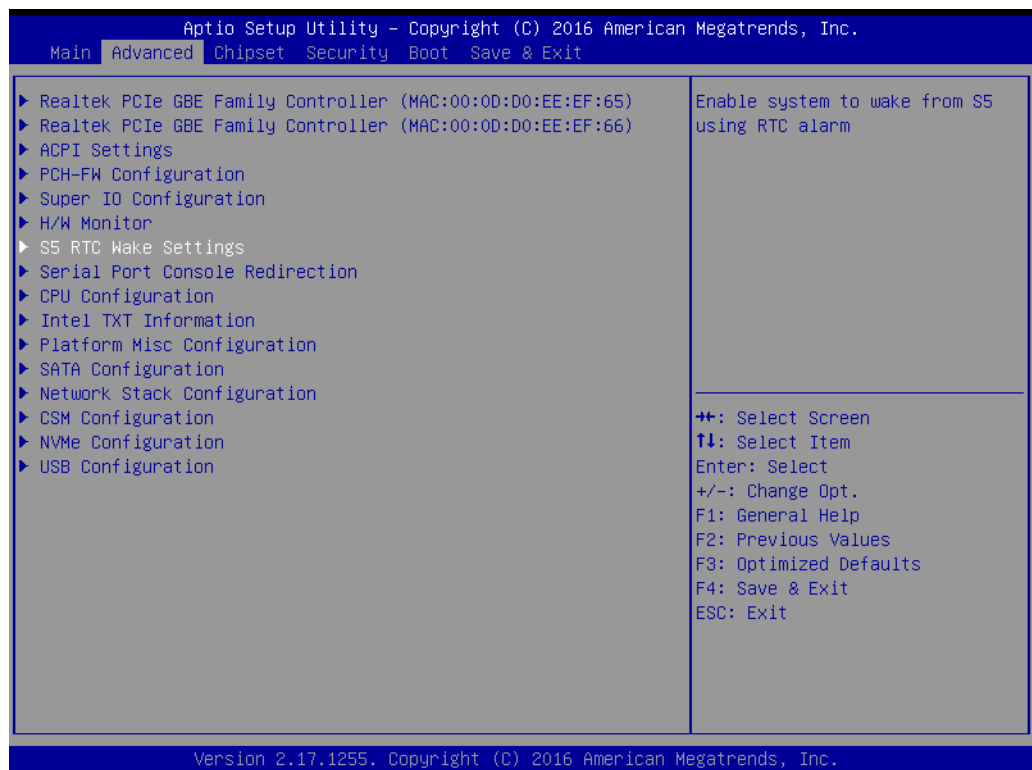 Aptio Setup Utility – Copyright (C) 2016 American Megatrends, Inc.
Main Advanced Chipset Security Boot Save & Exit
▶ Realtek PCIe GBE Family Controller (MAC:00:0D:D0:EE:EF:65)
▶ Realtek PCIe GBE Family Controller (MAC:00:0D:D0:EE:EF:66)
▶ ACPI Settings
▶ PCH-FW Configuration
▶ Super IO Configuration
▶ H/W Monitor
▶ S5 RTC Wake Settings
▶ Serial Port Console Redirection
▶ CPU Configuration
▶ Intel TXT Information
▶ Platform Misc Configuration
▶ SATA Configuration
▶ Network Stack Configuration
▶ CSM Configuration
▶ NVMe Configuration
▶ USB Configuration
Enable system to wake from S5
using RTC alarm
→←: Select Screen
↑↓: Select Item
Enter: Select
+/-: Change Opt.
F1: General Help
F2: Previous Values
F3: Optimized Defaults
F4: Save & Exit
ESC: Exit
Version 2.17.1255. Copyright (C) 2016 American Megatrends, Inc.